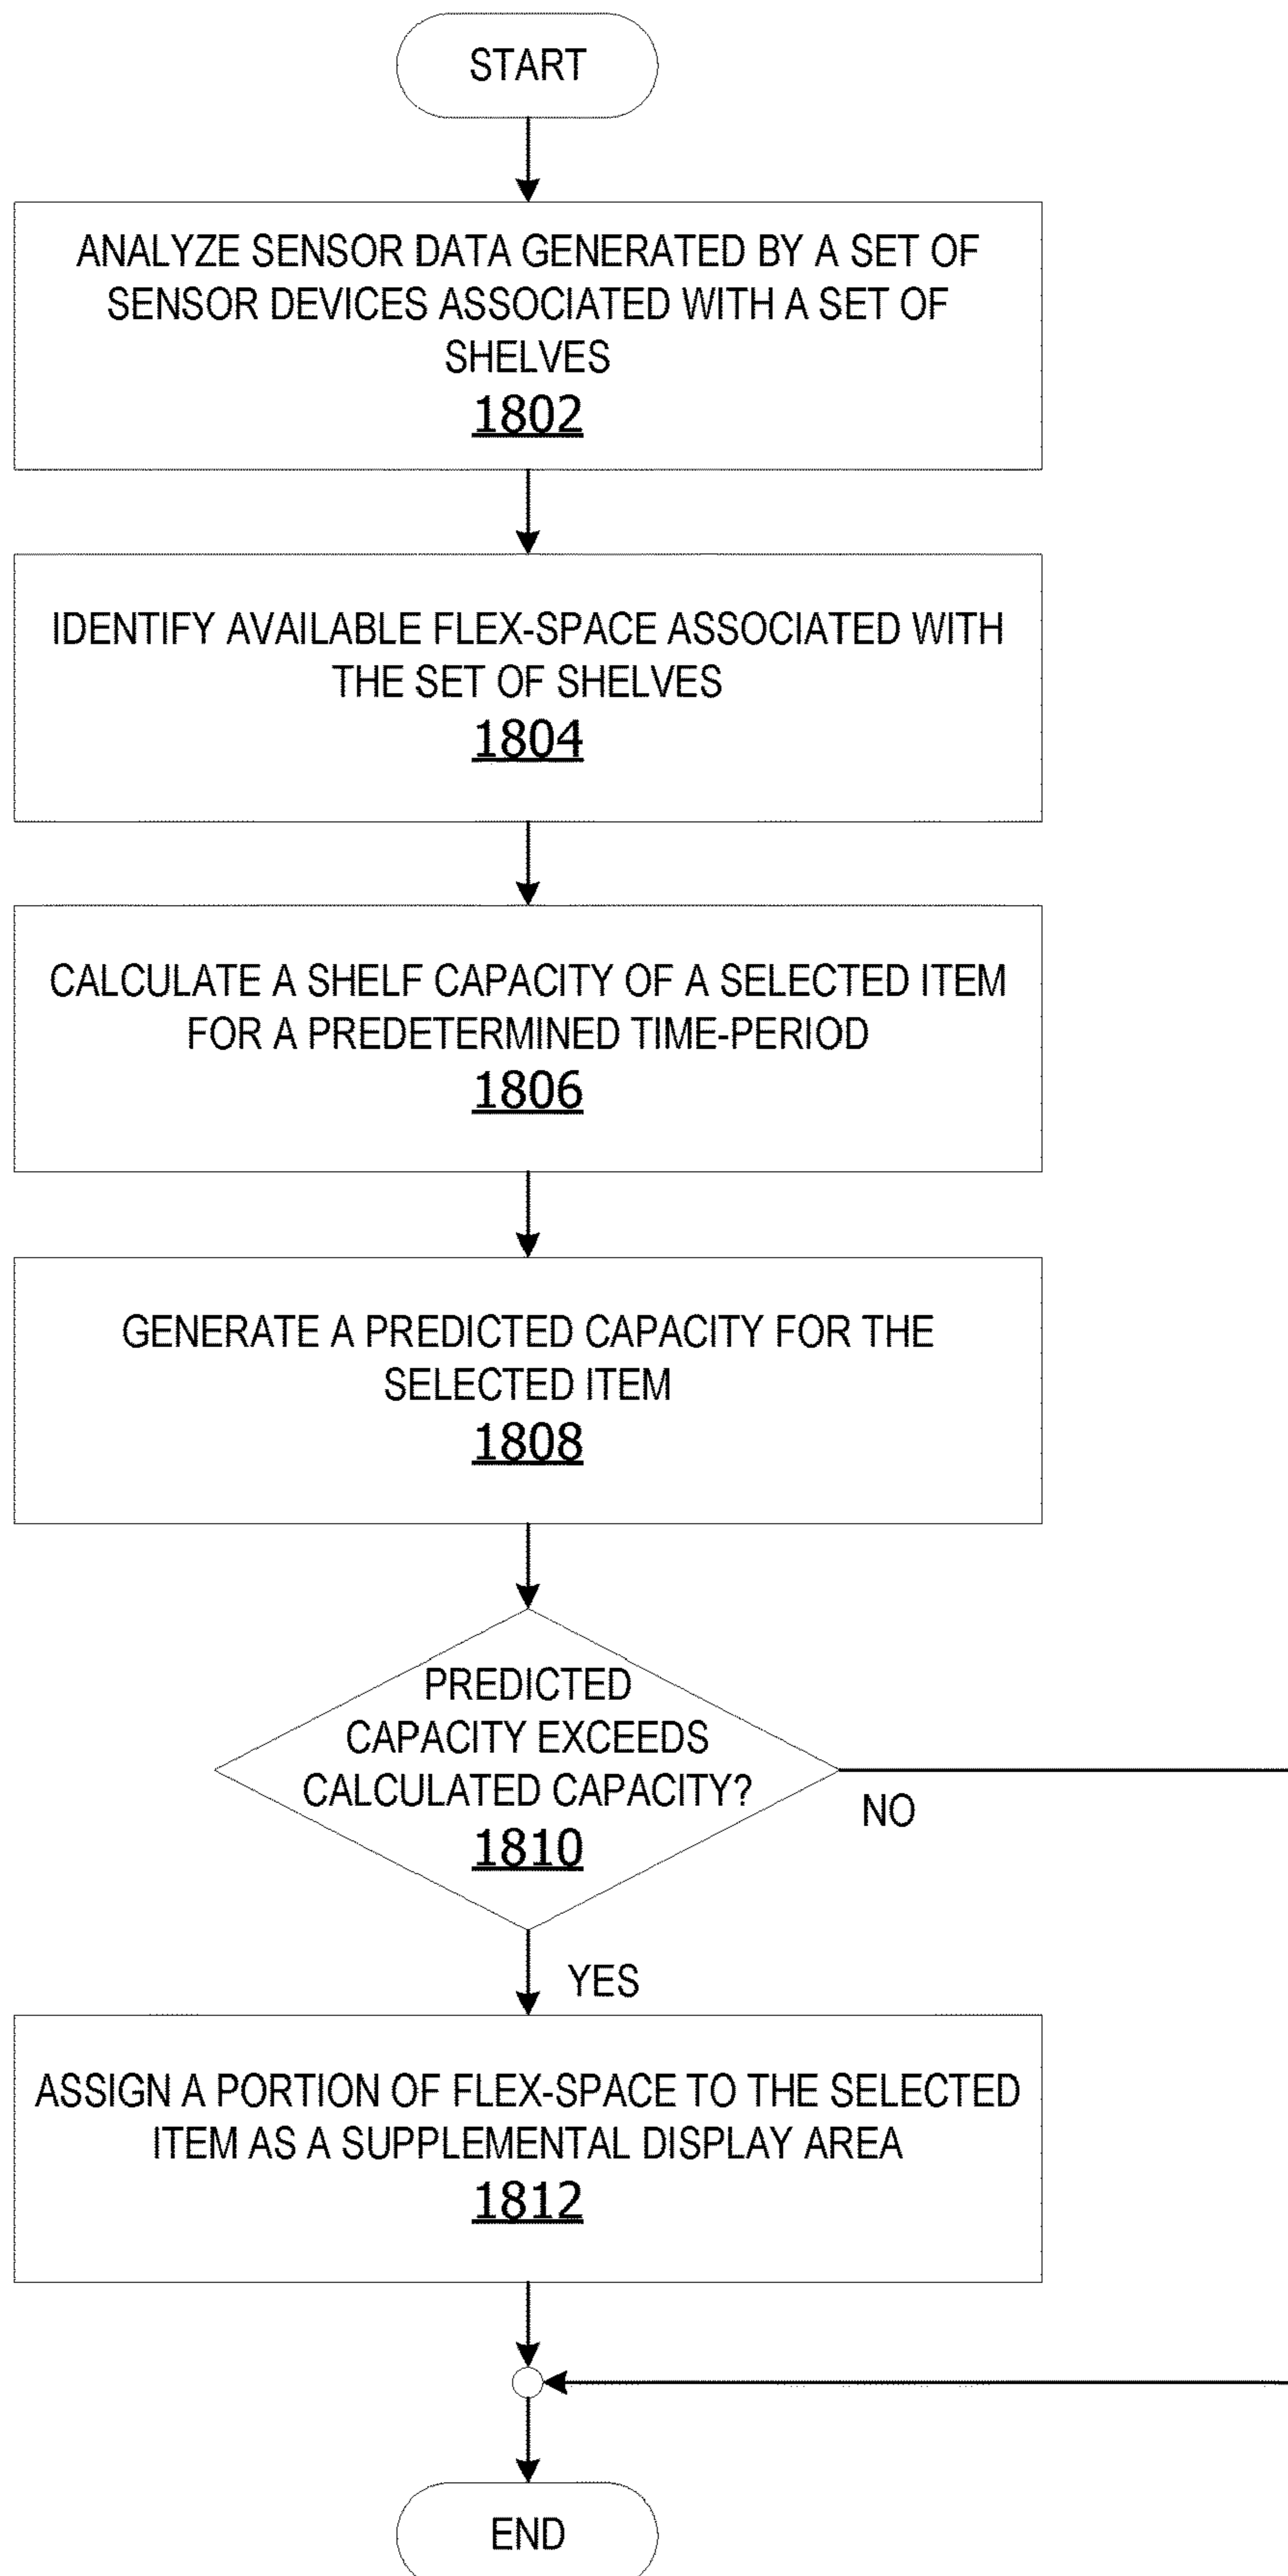 START
ANALYZE SENSOR DATA GENERATED BY A SET OF
SENSOR DEVICES ASSOCIATED WITH A SET OF
SHELVES
1802
IDENTIFY AVAILABLE FLEX-SPACE ASSOCIATED WITH
THE SET OF SHELVES
1804
CALCULATE A SHELF CAPACITY OF A SELECTED ITEM
FOR A PREDETERMINED TIME-PERIOD
1806
GENERATE A PREDICTED CAPACITY FOR THE
SELECTED ITEM
1808
PREDICTED
CAPACITY EXCEEDS
CALCULATED CAPACITY?
1810
NO
YES
ASSIGN A PORTION OF FLEX-SPACE TO THE SELECTED
ITEM AS A SUPPLEMENTAL DISPLAY AREA
1812
END